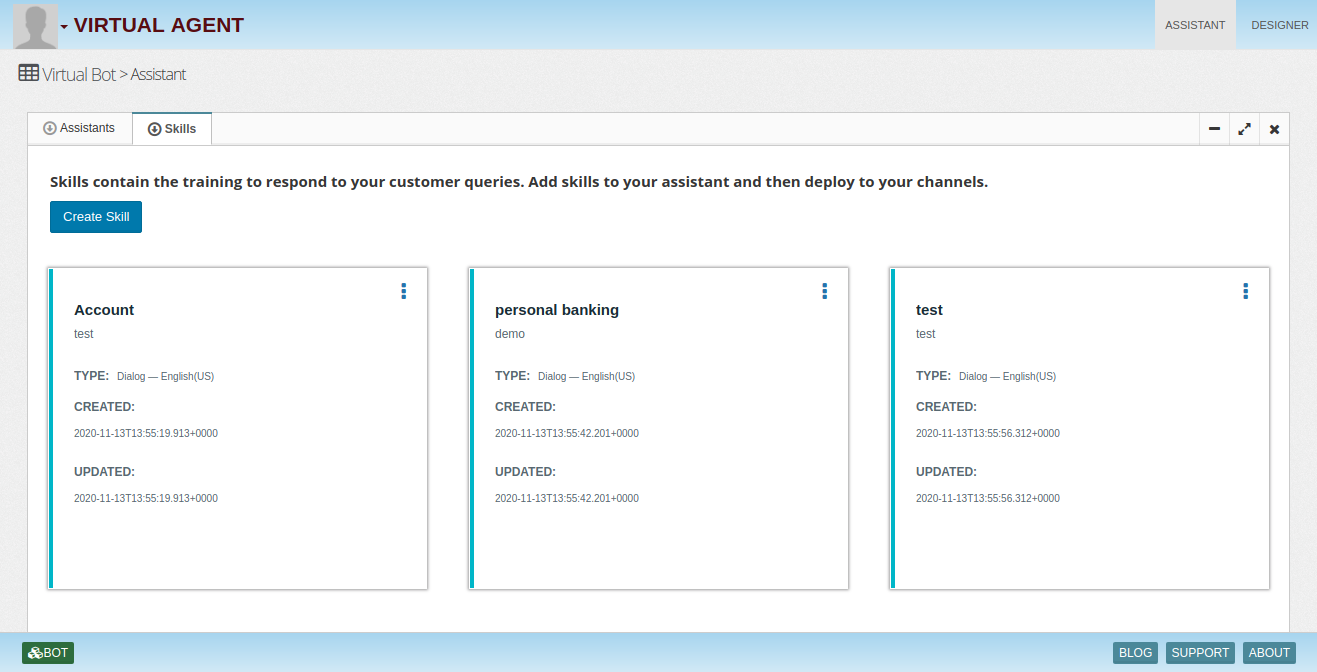 VIRTUAL AGENT
ASSISTANT
DESIGNER
Virtual Bot > Assistant
Assistants
Skills
Skills contain the training to respond to your customer queries. Add skills to your assistant and then deploy to your channels.
Create Skill
Account
test
TYPE: Dialog — English(US)
CREATED:
2020-11-13T13:55:19.913+0000
UPDATED:
2020-11-13T13:55:19.913+0000
personal banking
demo
TYPE: Dialog — English(US)
CREATED:
2020-11-13T13:55:42.201+0000
UPDATED:
2020-11-13T13:55:42.201+0000
test
test
TYPE: Dialog — English(US)
CREATED:
2020-11-13T13:55:56.312+0000
UPDATED:
2020-11-13T13:55:56.312+0000
BOT
BLOG
SUPPORT
ABOUT